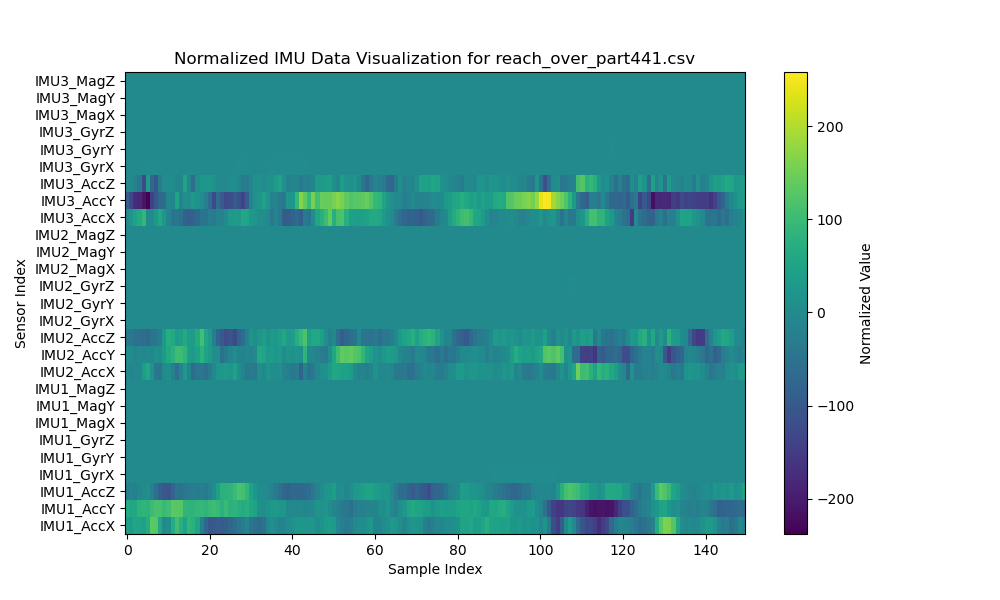 Normalized IMU Data Visualization for reach_over_part441.csv
IMU3_MagZ
IMU3_MagY
IMU3_MagX
IMU3_GyrZ
IMU3_GyrY
IMU3_GyrX
IMU3_AccZ
IMU3_AccY
IMU3_AccX
IMU2_MagZ
IMU2_MagY
IMU2_MagX
IMU2_GyrZ
IMU2_GyrY
IMU2_GyrX
IMU2_AccZ
IMU2_AccY
IMU2_AccX
IMU1_MagZ
IMU1_MagY
IMU1_MagX
IMU1_GyrZ
IMU1_GyrY
IMU1_GyrX
IMU1_AccZ
IMU1_AccY
IMU1_AccX
Sensor Index
0 20 40 60 80 100 120 140
Sample Index
200
100
0
−100
−200
Normalized Value